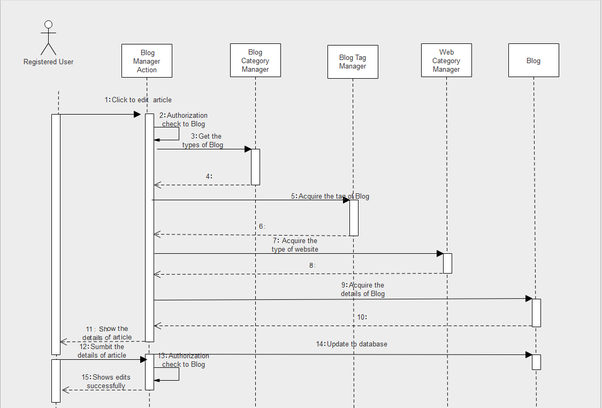 Registered User
Blog
Manager
Action
Blog
Category
Manager
Blog Tag
Manager
Web
Category
Manager
Blog
1:Click to edit article
2:Authorization
check to Blog
3:Get the
types of Blog
4:
5:Acquire the tag of Blog
6:
7: Acquire the
type of website
8:
9:Acquire the
details of Blog
10:
11: Show the
details of article
12:Sumbit the
details of article
13:Authorization
check to Blog
14:Update to database
15:Shows edits
successfully